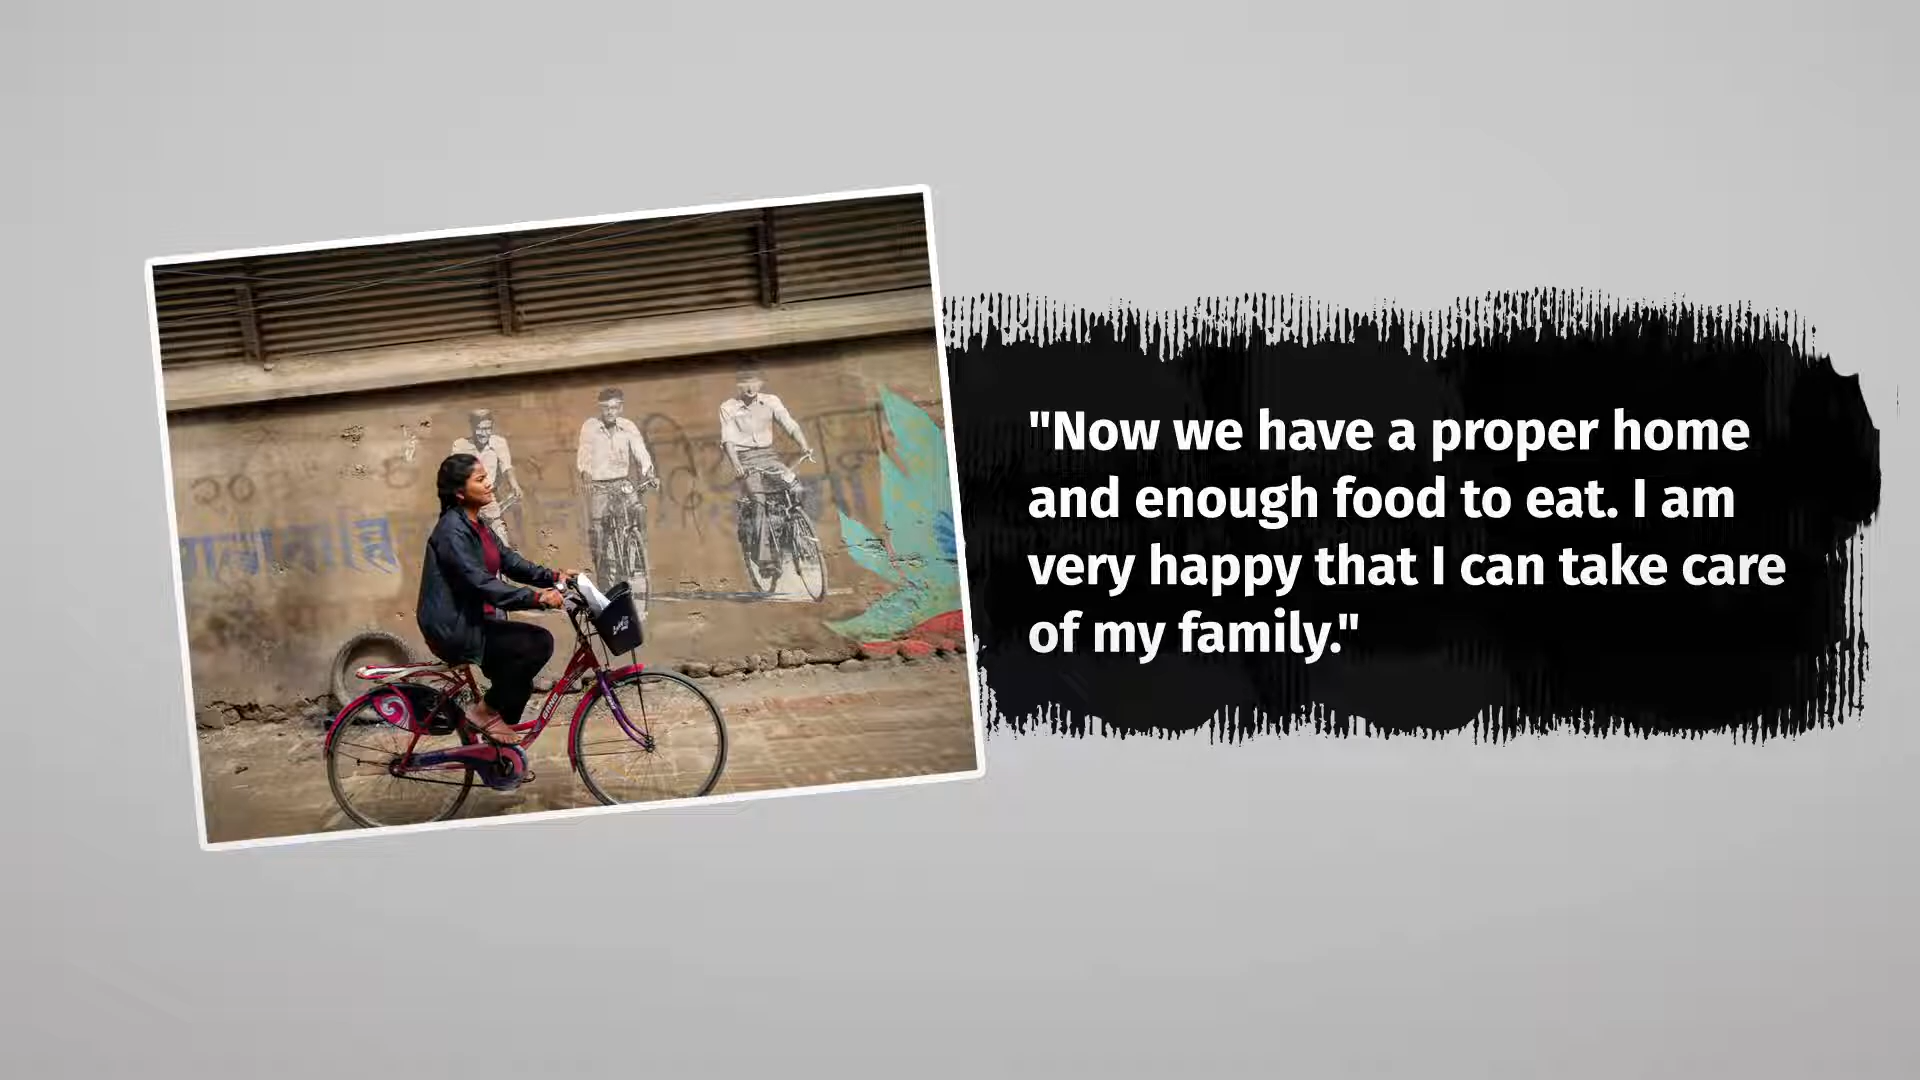 "Now we have a proper home
and enough food to eat. I am
very happy that I can take care
of my family."